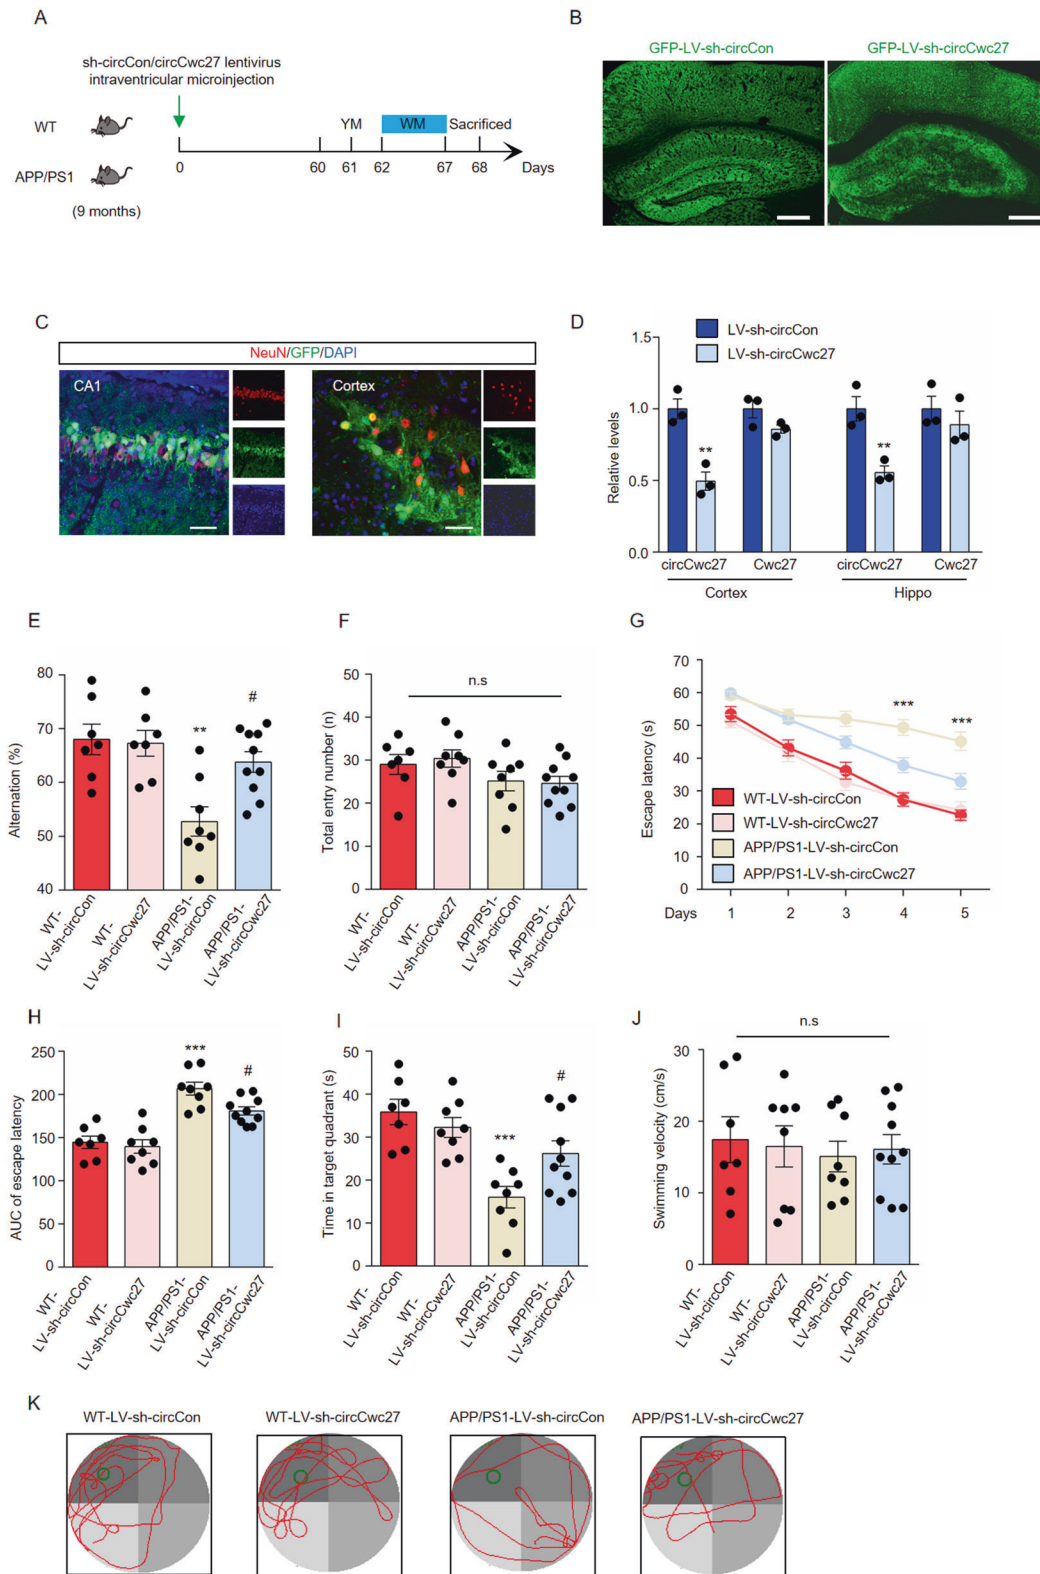 A
sh-circCon/circCwc27 lentivirus
intraventricular microinjection
WT
APP/PS1
(9 months)
YM
WM
Sacrificed
0
60
61
62
67
68
Days
B
GFP-LV-sh-circCon
GFP-LV-sh-circCwc27
C
NeuN/GFP/DAPI
CA1
Cortex
D
LV-sh-circCon
LV-sh-circCwc27
Relative levels
1.5
1.0
0.5
0.0
**
**
circCwc27
Cwc27
circCwc27
Cwc27
Cortex
Hippo
E
Alternation (%)
80
70
60
50
40
**
#
WT-
LV-sh-circCon
WT-
LV-sh-circCwc27
APP/PS1-
LV-sh-circCon
APP/PS1-
LV-sh-circCwc27
F
Total entry number (n)
50
40
30
20
10
0
n.s
WT-
LV-sh-circCon
WT-
LV-sh-circCwc27
APP/PS1-
LV-sh-circCon
APP/PS1-
LV-sh-circCwc27
G
Escape latency (s)
70
60
50
40
30
20
10
0
***
***
WT-LV-sh-circCon
WT-LV-sh-circCwc27
APP/PS1-LV-sh-circCon
APP/PS1-LV-sh-circCwc27
Days
1
2
3
4
5
H
AUC of escape latency
250
200
150
100
50
0
***
#
WT-
LV-sh-circCon
WT-
LV-sh-circCwc27
APP/PS1-
LV-sh-circCon
APP/PS1-
LV-sh-circCwc27
I
Time in target quadrant (s)
50
40
30
20
10
0
***
#
WT-
LV-sh-circCon
WT-
LV-sh-circCwc27
APP/PS1-
LV-sh-circCon
APP/PS1-
LV-sh-circCwc27
J
Swimming velocity (cm/s)
30
20
10
0
n.s
WT-
LV-sh-circCon
WT-
LV-sh-circCwc27
APP/PS1-
LV-sh-circCon
APP/PS1-
LV-sh-circCwc27
K
WT-LV-sh-circCon
WT-LV-sh-circCwc27
APP/PS1-LV-sh-circCon
APP/PS1-LV-sh-circCwc27